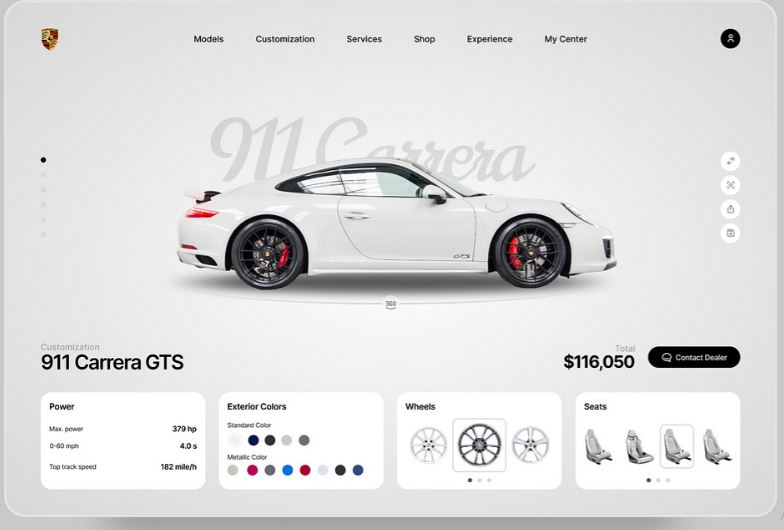 Models Customization Services Shop Experience My Center
911 Carrera
GTS
360
Customization
911 Carrera GTS
Total
$116,050
Contact Dealer
Power
Max. power 379 hp
0-60 mph 4.0 s
Top track speed 182 mile/h
Exterior Colors
Standard Color
Metallic Color
Wheels
Seats